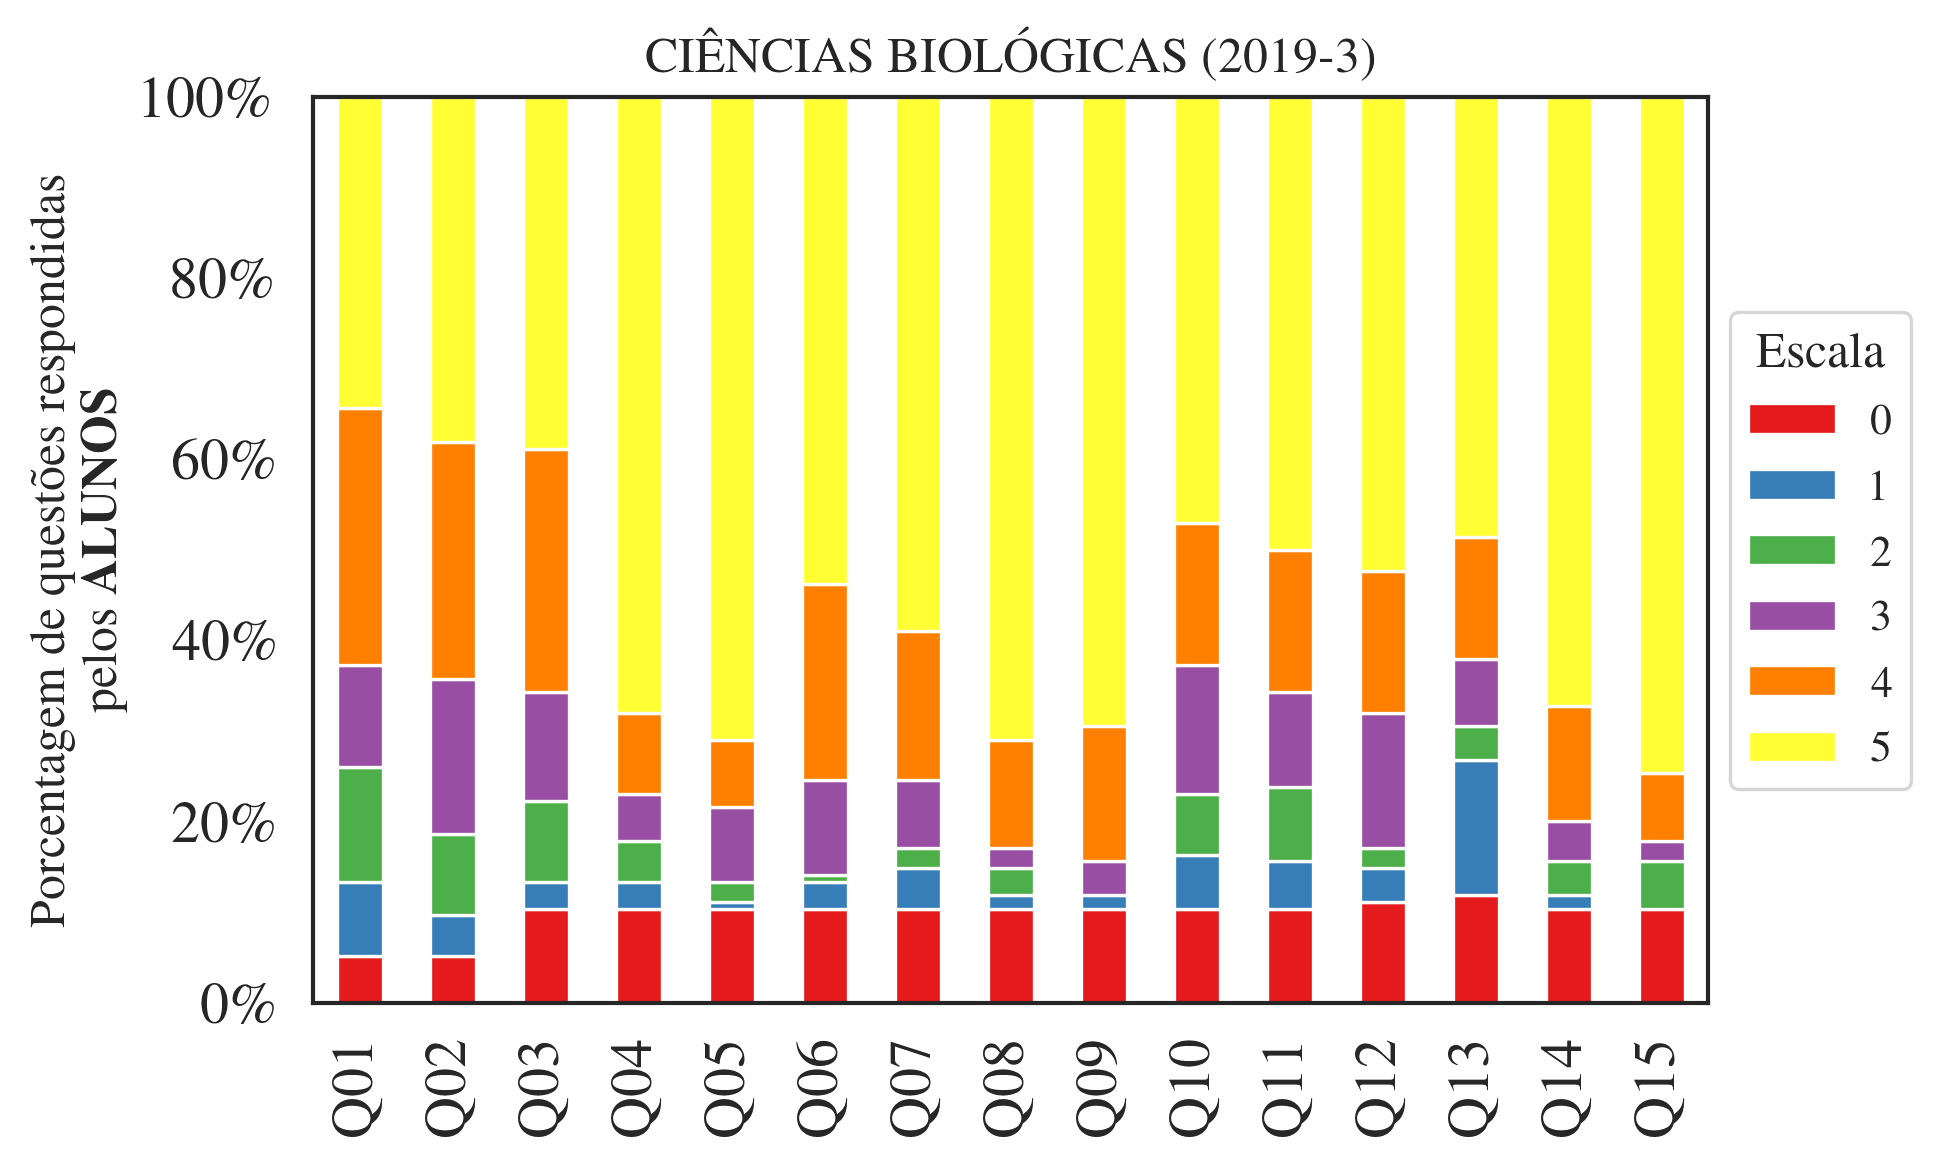 CIÊNCIAS BIOLÓGICAS (2019-3)
Porcentagem de questões respondidas
pelos ALUNOS
100%
80%
60%
40%
20%
0%
Q01
Q02
Q03
Q04
Q05
Q06
Q07
Q08
Q09
Q10
Q11
Q12
Q13
Q14
Q15
Escala
0
1
2
3
4
5